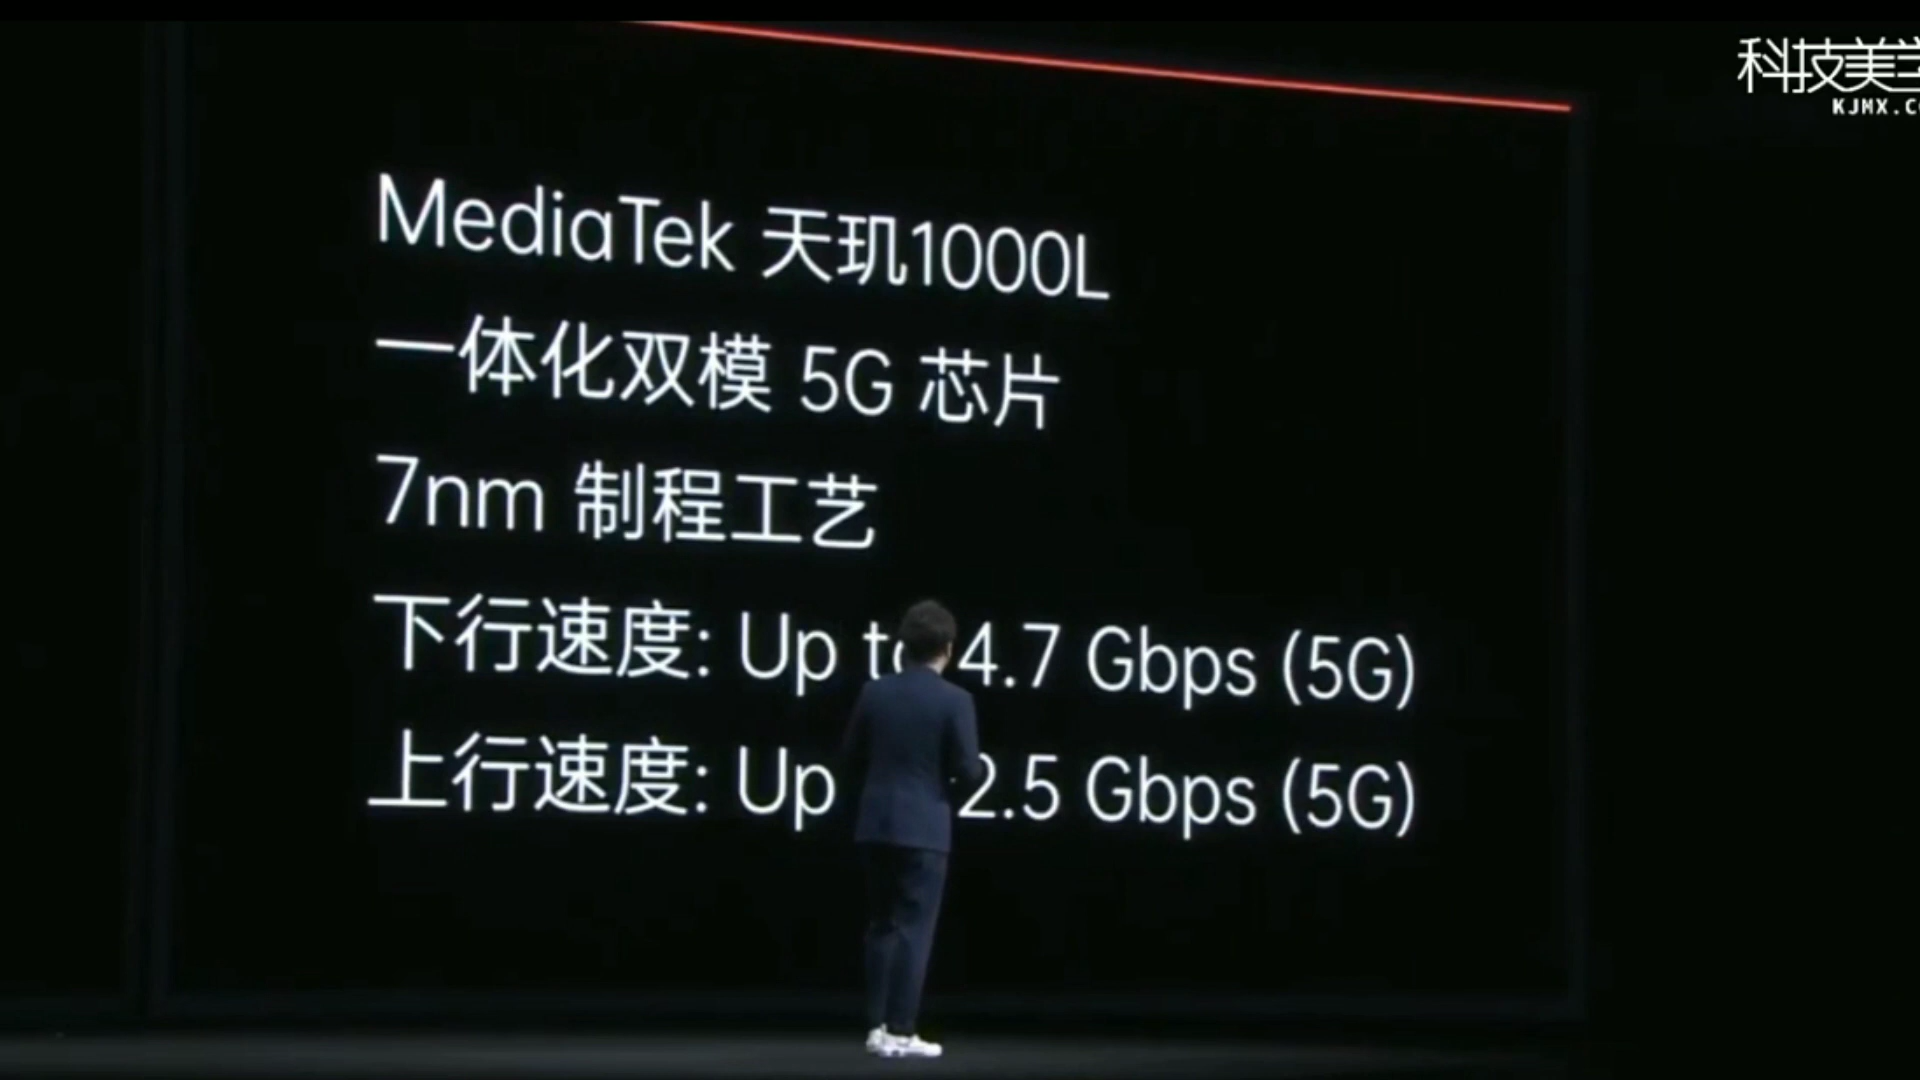 科技美
KJMX.C
MediaTek 天玑1000L
一体化双模 5G 芯片
7nm 制程工艺
下行速度: Up to 4.7 Gbps (5G)
上行速度: Up 2.5 Gbps (5G)